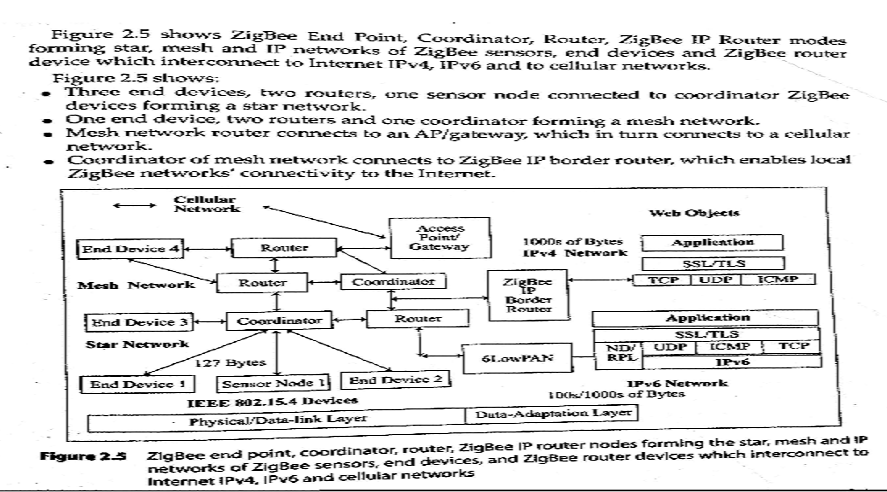 Figure 2.5 shows ZigBee End Point, Coordinator, Router, ZigBee IP Router modes
forming star, mesh and IP networks of ZigBee sensors, end devices and ZigBee router
device which interconnect to Internet IPv4, IPv6 and to cellular networks.
Figure 2.5 shows:
• Three end devices, two routers, one sensor node connected to coordinator ZigBee
devices forming a star network.
• One end device, two routers and one coordinator forming a mesh network.
• Mesh network router connects to an AP/gateway, which in turn connects to a cellular
network.
• Coordinator of mesh network connects to ZigBee IP border router, which enables local
ZigBee networks' connectivity to the Internet.
Cellular
Network
Web Objects
Access
Point/
Gateway
1000s of Bytes
IPv4 Network
Application
End Device 4
Router
SSL/TLS
TCP UDP ICMP
Mesh Network
Router
Coordinator
ZigBee
IP
Border
Router
End Device 3
Coordinator
Router
Application
SSL/TLS
ND/
RPL
UDP ICMP TCP
IPv6
Star Network
127 Bytes
6LowPAN
End Device 1
Sensor Node 1
End Device 2
IPv6 Network
100s/1000s of Bytes
IEEE 802.15.4 Devices
Physical/Data-link Layer
Data-Adaptation Layer
Figure 2.5 ZigBee end point, coordinator, router, ZigBee IP router nodes forming the star, mesh and IP
networks of ZigBee sensors, end devices, and ZigBee router devices which interconnect to
Internet IPv4, IPv6 and cellular networks